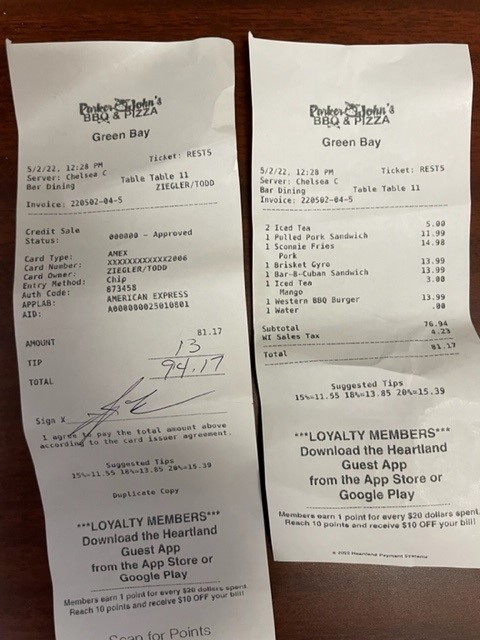 Parker John's
BBQ & PIZZA
Green Bay
5/2/22, 12:28 PM Ticket: REST5
Server: Chelsea C Table Table 11
Bar Dining ZIEGLER/TODD
Invoice: 220502-04-5
Credit Sale
Status: 000000 - Approved
Card Type: AMEX
Card Number: XXXXXXXXXXX2006
Card Owner: ZIEGLER/TODD
Entry Method: Chip
Auth Code: 873458
APPLAB: AMERICAN EXPRESS
AID: A000000025010801
AMOUNT 81.17
TIP 13
TOTAL 94.17
Sign X
I agree to pay the total amount above
according to the card issuer agreement.
Suggested Tips
15%=11.55 18%=13.85 20%=15.39
Duplicate Copy
***LOYALTY MEMBERS***
Download the Heartland
Guest App
from the App Store or
Google Play
Members earn 1 point for every $20 dollars spent.
Reach 10 points and receive $10 OFF your bill!
Scan for Points
Parker John's
BBQ & PIZZA
Green Bay
5/2/22, 12:28 PM Ticket: REST5
Server: Chelsea C
Bar Dining Table Table 11
Invoice: 220502-04-5
2 Iced Tea 5.00
1 Pulled Pork Sandwich 11.99
1 Sconnie Fries 14.98
Pork
1 Brisket Gyro 13.99
1 Bar-B-Cuban Sandwich 13.99
1 Iced Tea 3.00
Mango
1 Western BBQ Burger 13.99
1 Water .00
Subtotal 76.94
WI Sales Tax 4.23
Total 81.17
Suggested Tips
15%=11.55 18%=13.85 20%=15.39
***LOYALTY MEMBERS***
Download the Heartland
Guest App
from the App Store or
Google Play
Members earn 1 point for every $20 dollars spent.
Reach 10 points and receive $10 OFF your bill!
Heartland Payment Systems